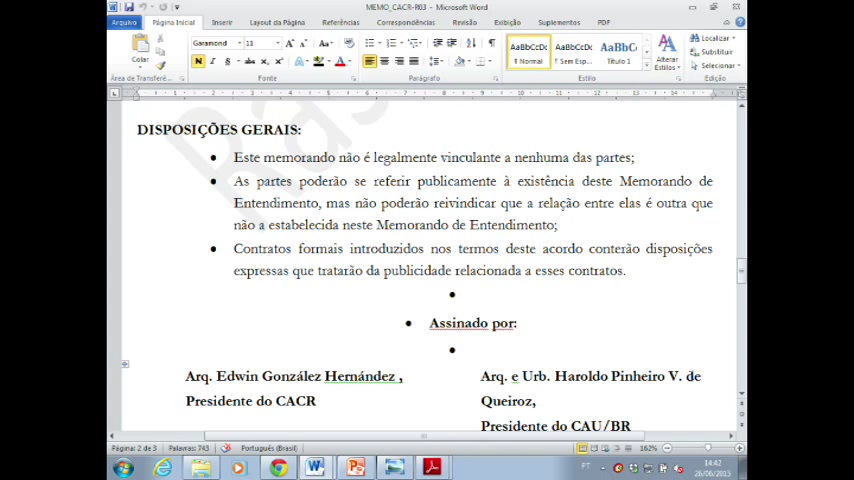 MEMO_CACR-R03 - Microsoft Word
Arquivo Página Inicial Inserir Layout da Página Referências Correspondências Revisão Exibição Suplementos PDF
Colar
Garamond 11
N I S
AaBbCcDc AaBbCcDc AaBbC
¶ Normal ¶ Sem Esp... Título 1
Alterar Estilos
Localizar
Substituir
Selecionar
Área de Transferê... Fonte Parágrafo Estilo Edição
DISPOSIÇÕES GERAIS:
• Este memorando não é legalmente vinculante a nenhuma das partes;
• As partes poderão se referir publicamente à existência deste Memorando de
Entendimento, mas não poderão reivindicar que a relação entre elas é outra que
não a estabelecida neste Memorando de Entendimento;
• Contratos formais introduzidos nos termos deste acordo conterão disposições
expressas que tratarão da publicidade relacionada a esses contratos.
•
• Assinado por:
•
Arq. Edwin González Hernández , Arq. e Urb. Haroldo Pinheiro V. de
Queiroz,
Presidente do CACR
Presidente do CAU/BR
Página: 2 de 3 Palavras: 743 Português (Brasil) 162%
PT 14:42
26/06/2015